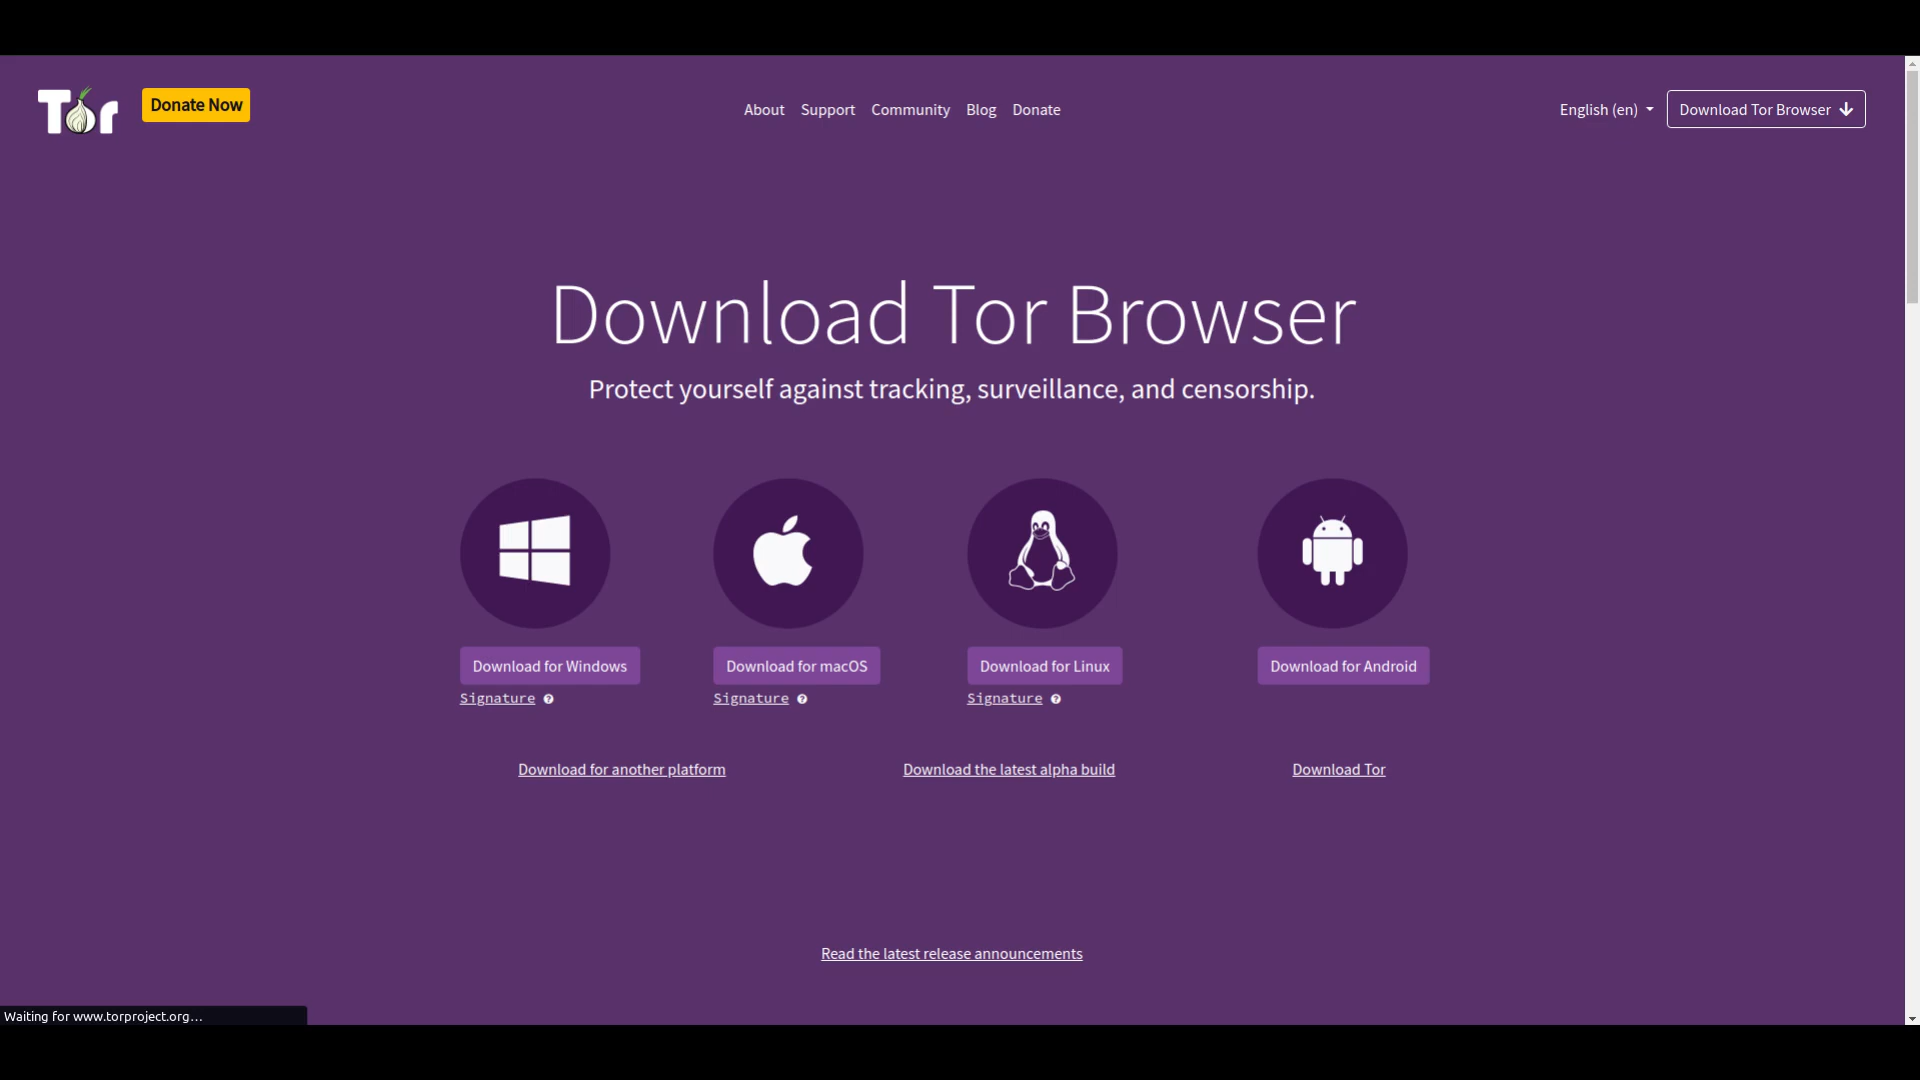 Tor
Donate Now
About Support Community Blog Donate
English (en)
Download Tor Browser
Download Tor Browser
Protect yourself against tracking, surveillance, and censorship.
Download for Windows
Signature
Download for macOS
Signature
Download for Linux
Signature
Download for Android
Download for another platform
Download the latest alpha build
Download Tor
Read the latest release announcements
Waiting for www.torproject.org…